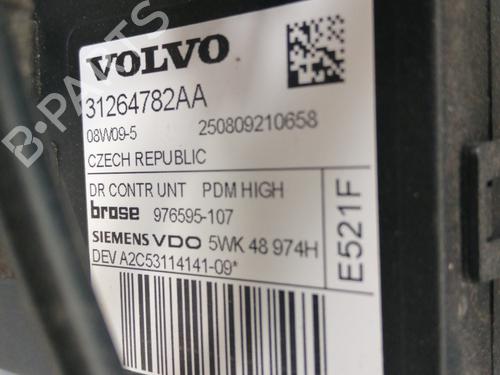 VOLVO
31264782AA
08W09-5 250809210658
CZECH REPUBLIC
DR CONTR UNT PDM HIGH
brose 976595-107
SIEMENS VDO 5WK 48 974H
DEV A2C53114141-09*
E521F
B-PARTS